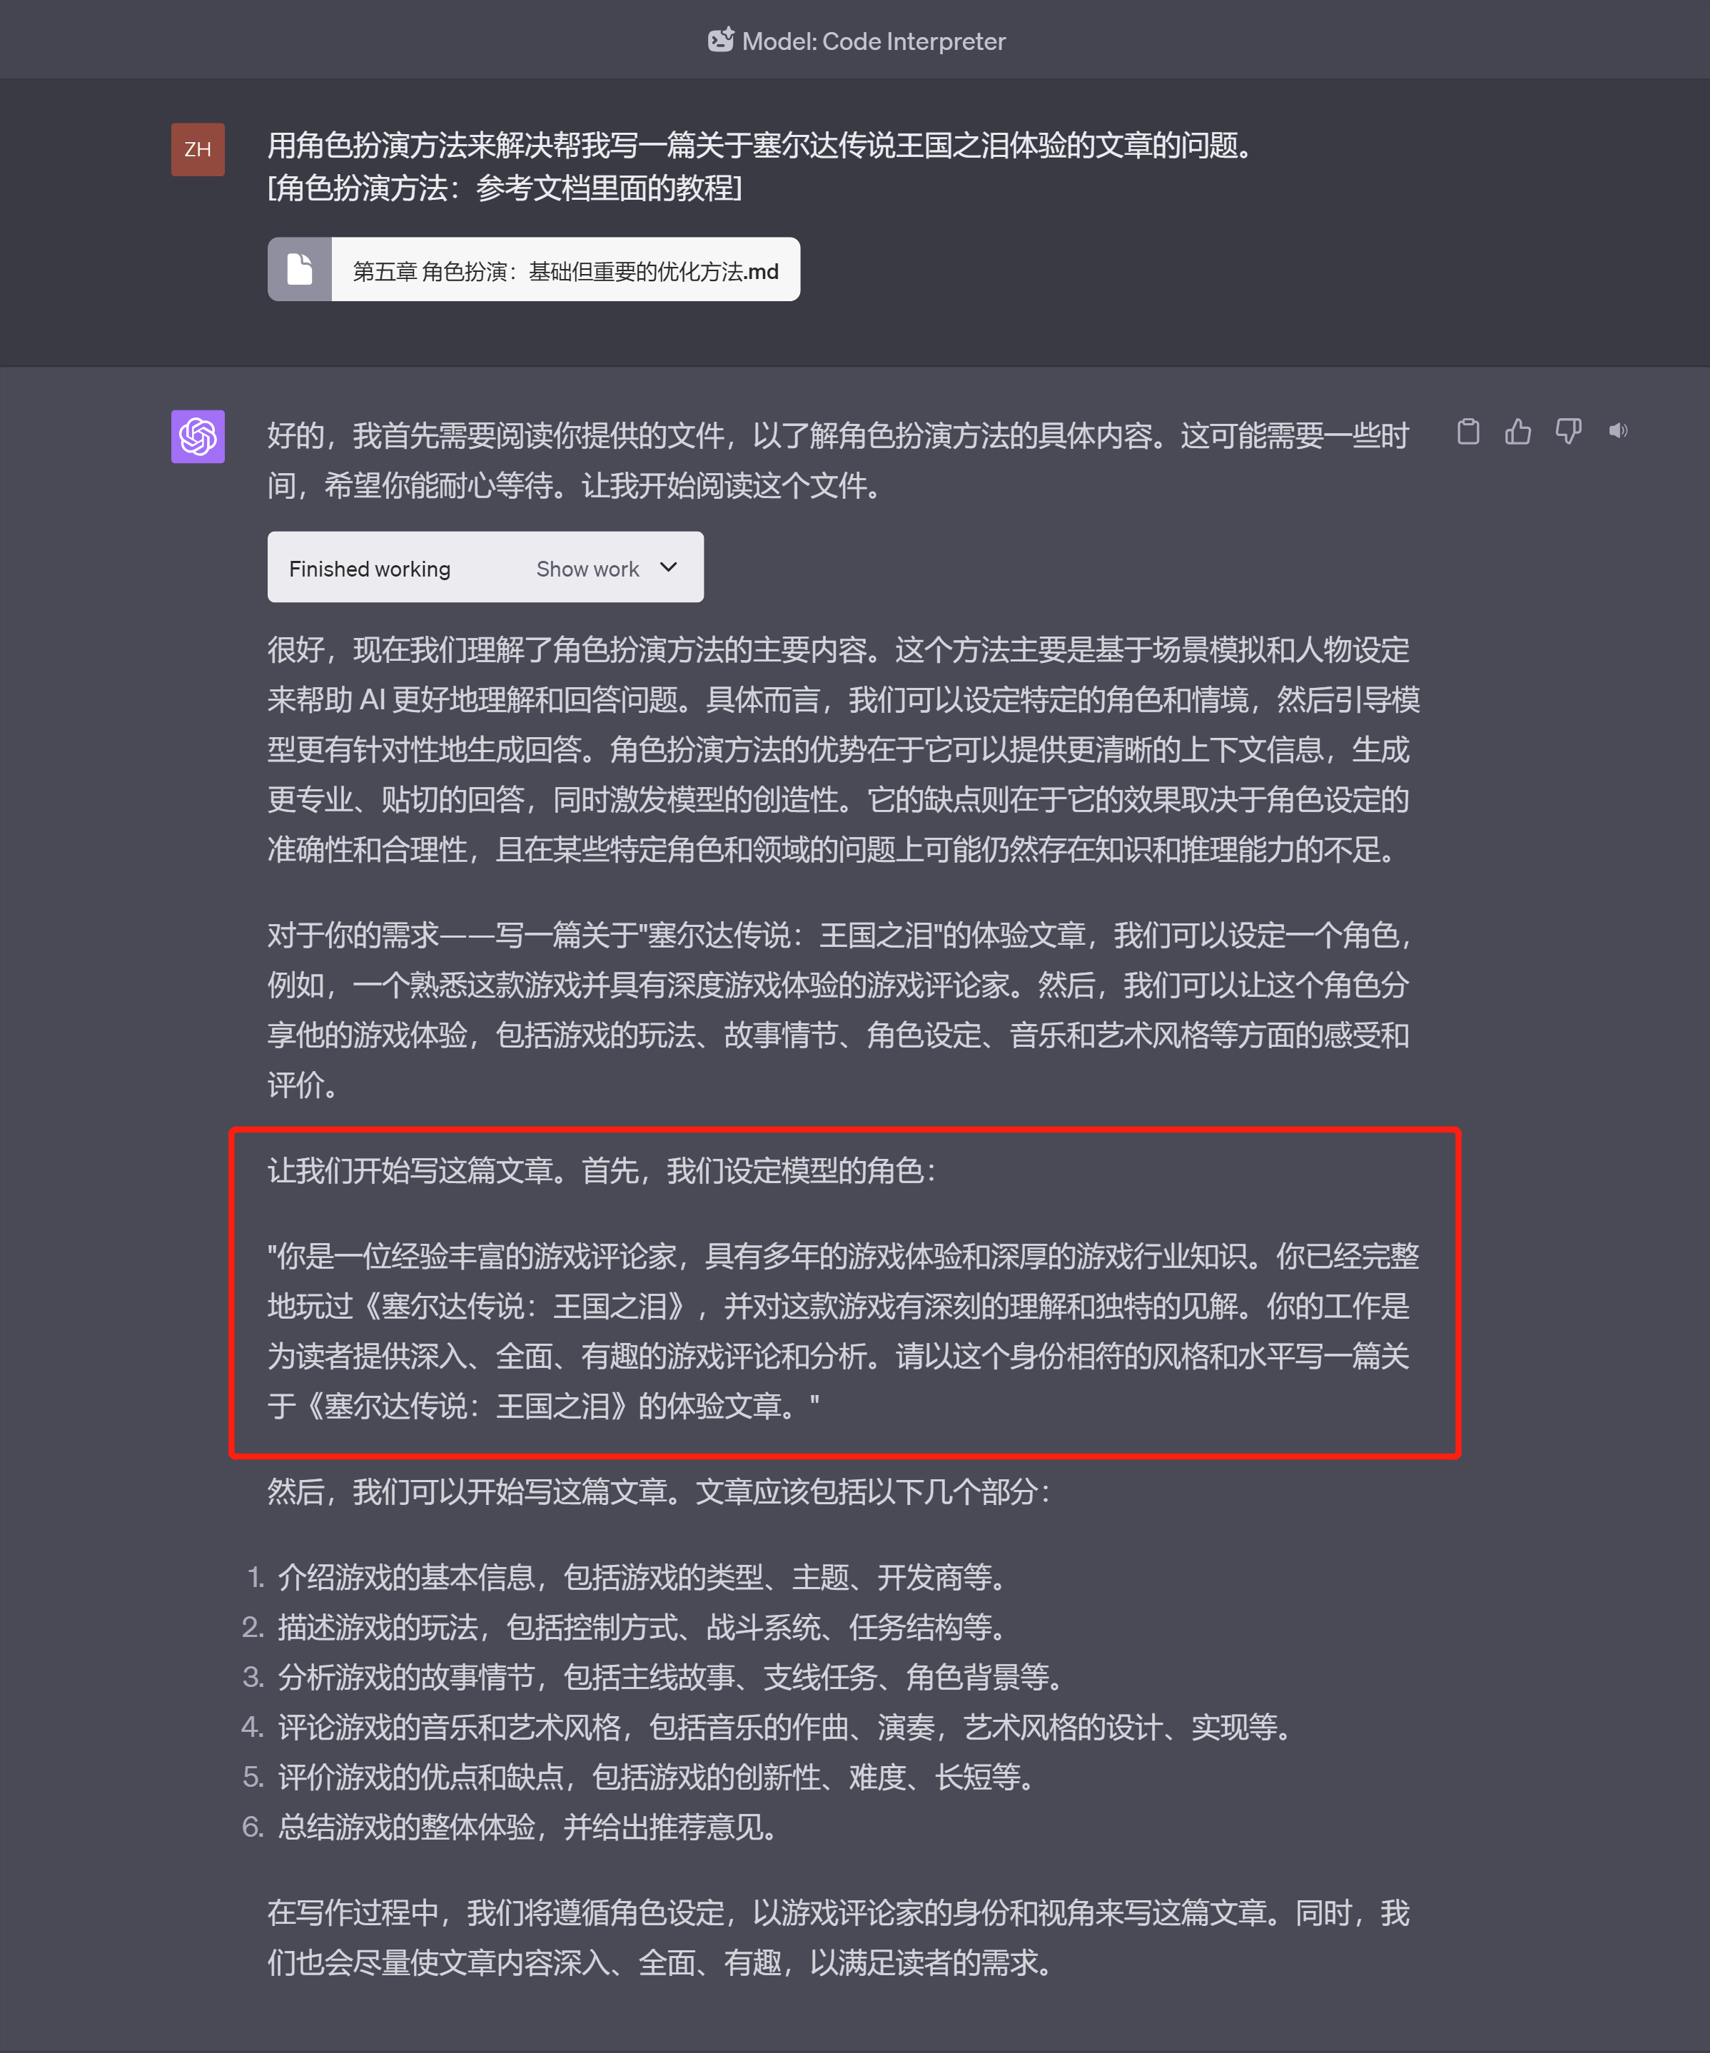 Model: Code Interpreter
ZH
用角色扮演方法来解决帮我写一篇关于塞尔达传说王国之泪体验的文章的问题。
[角色扮演方法：参考文档里面的教程]
第五章 角色扮演：基础但重要的优化方法.md
好的，我首先需要阅读你提供的文件，以了解角色扮演方法的具体内容。这可能需要一些时
间，希望你能耐心等待。让我开始阅读这个文件。
Finished working Show work
很好，现在我们理解了角色扮演方法的主要内容。这个方法主要是基于场景模拟和人物设定
来帮助 AI 更好地理解和回答问题。具体而言，我们可以设定特定的角色和情境，然后引导模
型更有针对性地生成回答。角色扮演方法的优势在于它可以提供更清晰的上下文信息，生成
更专业、贴切的回答，同时激发模型的创造性。它的缺点则在于它的效果取决于角色设定的
准确性和合理性，且在某些特定角色和领域的问题上可能仍然存在知识和推理能力的不足。
对于你的需求——写一篇关于"塞尔达传说：王国之泪"的体验文章，我们可以设定一个角色，
例如，一个熟悉这款游戏并具有深度游戏体验的游戏评论家。然后，我们可以让这个角色分
享他的游戏体验，包括游戏的玩法、故事情节、角色设定、音乐和艺术风格等方面的感受和
评价。
让我们开始写这篇文章。首先，我们设定模型的角色：
"你是一位经验丰富的游戏评论家，具有多年的游戏体验和深厚的游戏行业知识。你已经完整
地玩过《塞尔达传说：王国之泪》，并对这款游戏有深刻的理解和独特的见解。你的工作是
为读者提供深入、全面、有趣的游戏评论和分析。请以这个身份相符的风格和水平写一篇关
于《塞尔达传说：王国之泪》的体验文章。"
然后，我们可以开始写这篇文章。文章应该包括以下几个部分：
1. 介绍游戏的基本信息，包括游戏的类型、主题、开发商等。
2. 描述游戏的玩法，包括控制方式、战斗系统、任务结构等。
3. 分析游戏的故事情节，包括主线故事、支线任务、角色背景等。
4. 评论游戏的音乐和艺术风格，包括音乐的作曲、演奏，艺术风格的设计、实现等。
5. 评价游戏的优点和缺点，包括游戏的创新性、难度、长短等。
6. 总结游戏的整体体验，并给出推荐意见。
在写作过程中，我们将遵循角色设定，以游戏评论家的身份和视角来写这篇文章。同时，我
们也会尽量使文章内容深入、全面、有趣，以满足读者的需求。